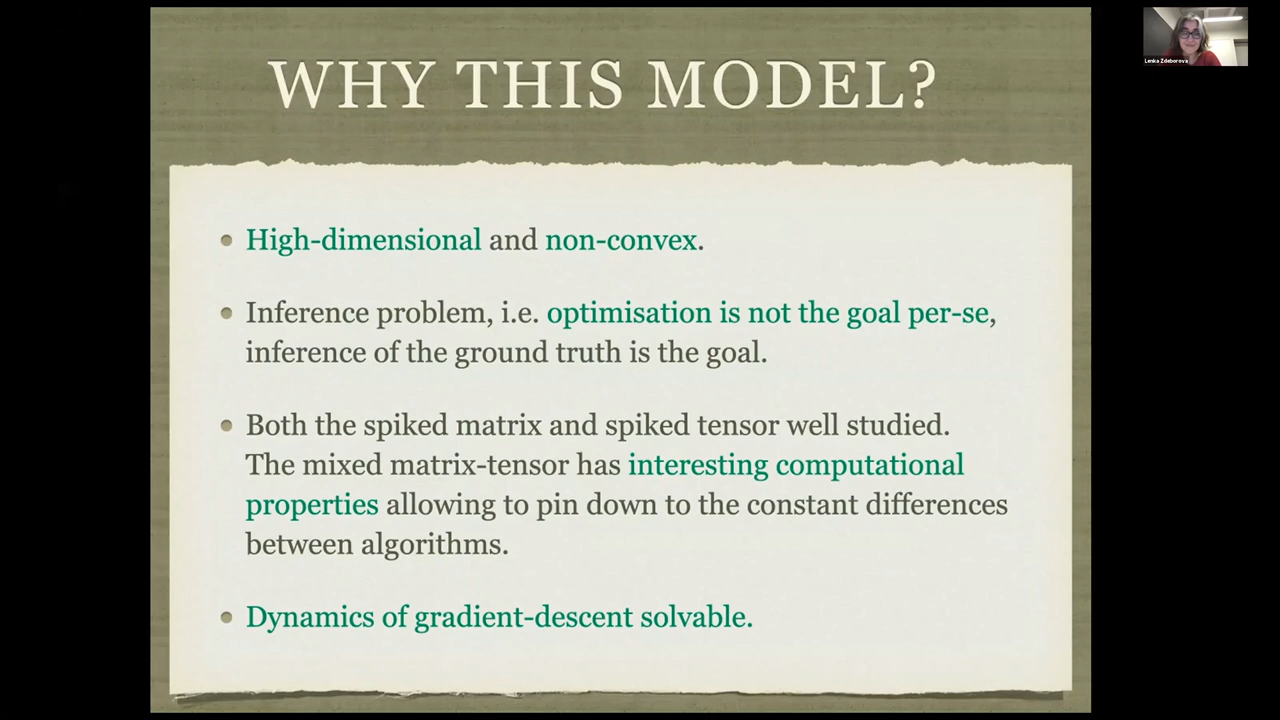 WHY THIS MODEL?
Lenka Zdeborova
High-dimensional and non-convex.
Inference problem, i.e. optimisation is not the goal per-se,
inference of the ground truth is the goal.
Both the spiked matrix and spiked tensor well studied.
The mixed matrix-tensor has interesting computational
properties allowing to pin down to the constant differences
between algorithms.
Dynamics of gradient-descent solvable.